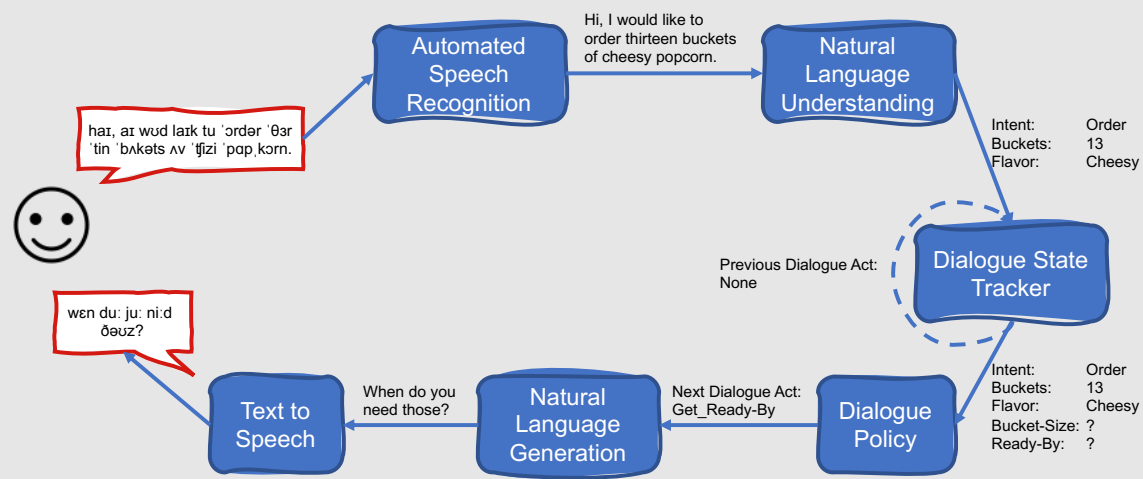 Hi, I would like to
order thirteen buckets
of cheesy popcorn.
Automated
Speech
Recognition
Natural
Language
Understanding
haɪ, aɪ wʊd laɪk tu ˈɔrdər ˈθɜr
ˈtin ˈbʌkəts ʌv ˈʧizi ˈpɑpˌkɔrn.
Intent: Order
Buckets: 13
Flavor: Cheesy
Previous Dialogue Act:
None
Dialogue State
Tracker
wɛn duː juː niːd
ðəʊz?
Text to
Speech
When do you
need those?
Natural
Language
Generation
Next Dialogue Act:
Get_Ready-By
Dialogue
Policy
Intent: Order
Buckets: 13
Flavor: Cheesy
Bucket-Size: ?
Ready-By: ?